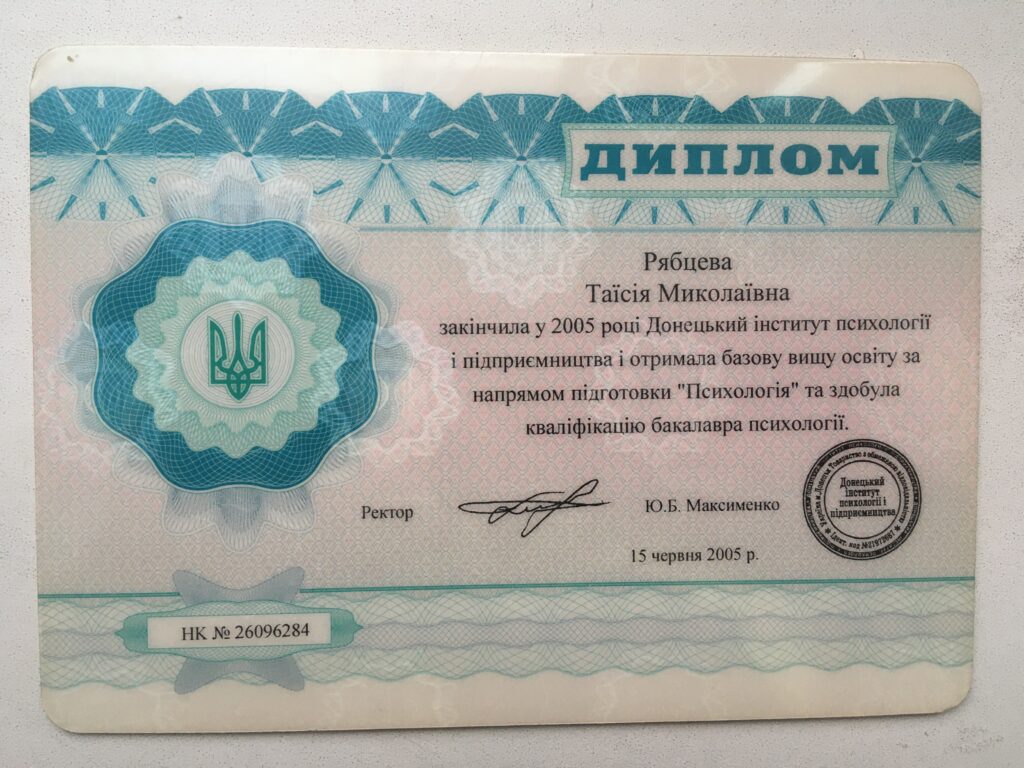 ДИПЛОМ
Рябцева
Таїсія Миколаївна
закінчила у 2005 році Донецький інститут психології
і підприємництва і отримала базову вищу освіту за
напрямом підготовки "Психологія" та здобула
кваліфікацію бакалавра психології.
Ректор
Ю.Б. Максименко
Донецький
інститут
психології і
підприємництва
15 червня 2005 р.
НК № 26096284